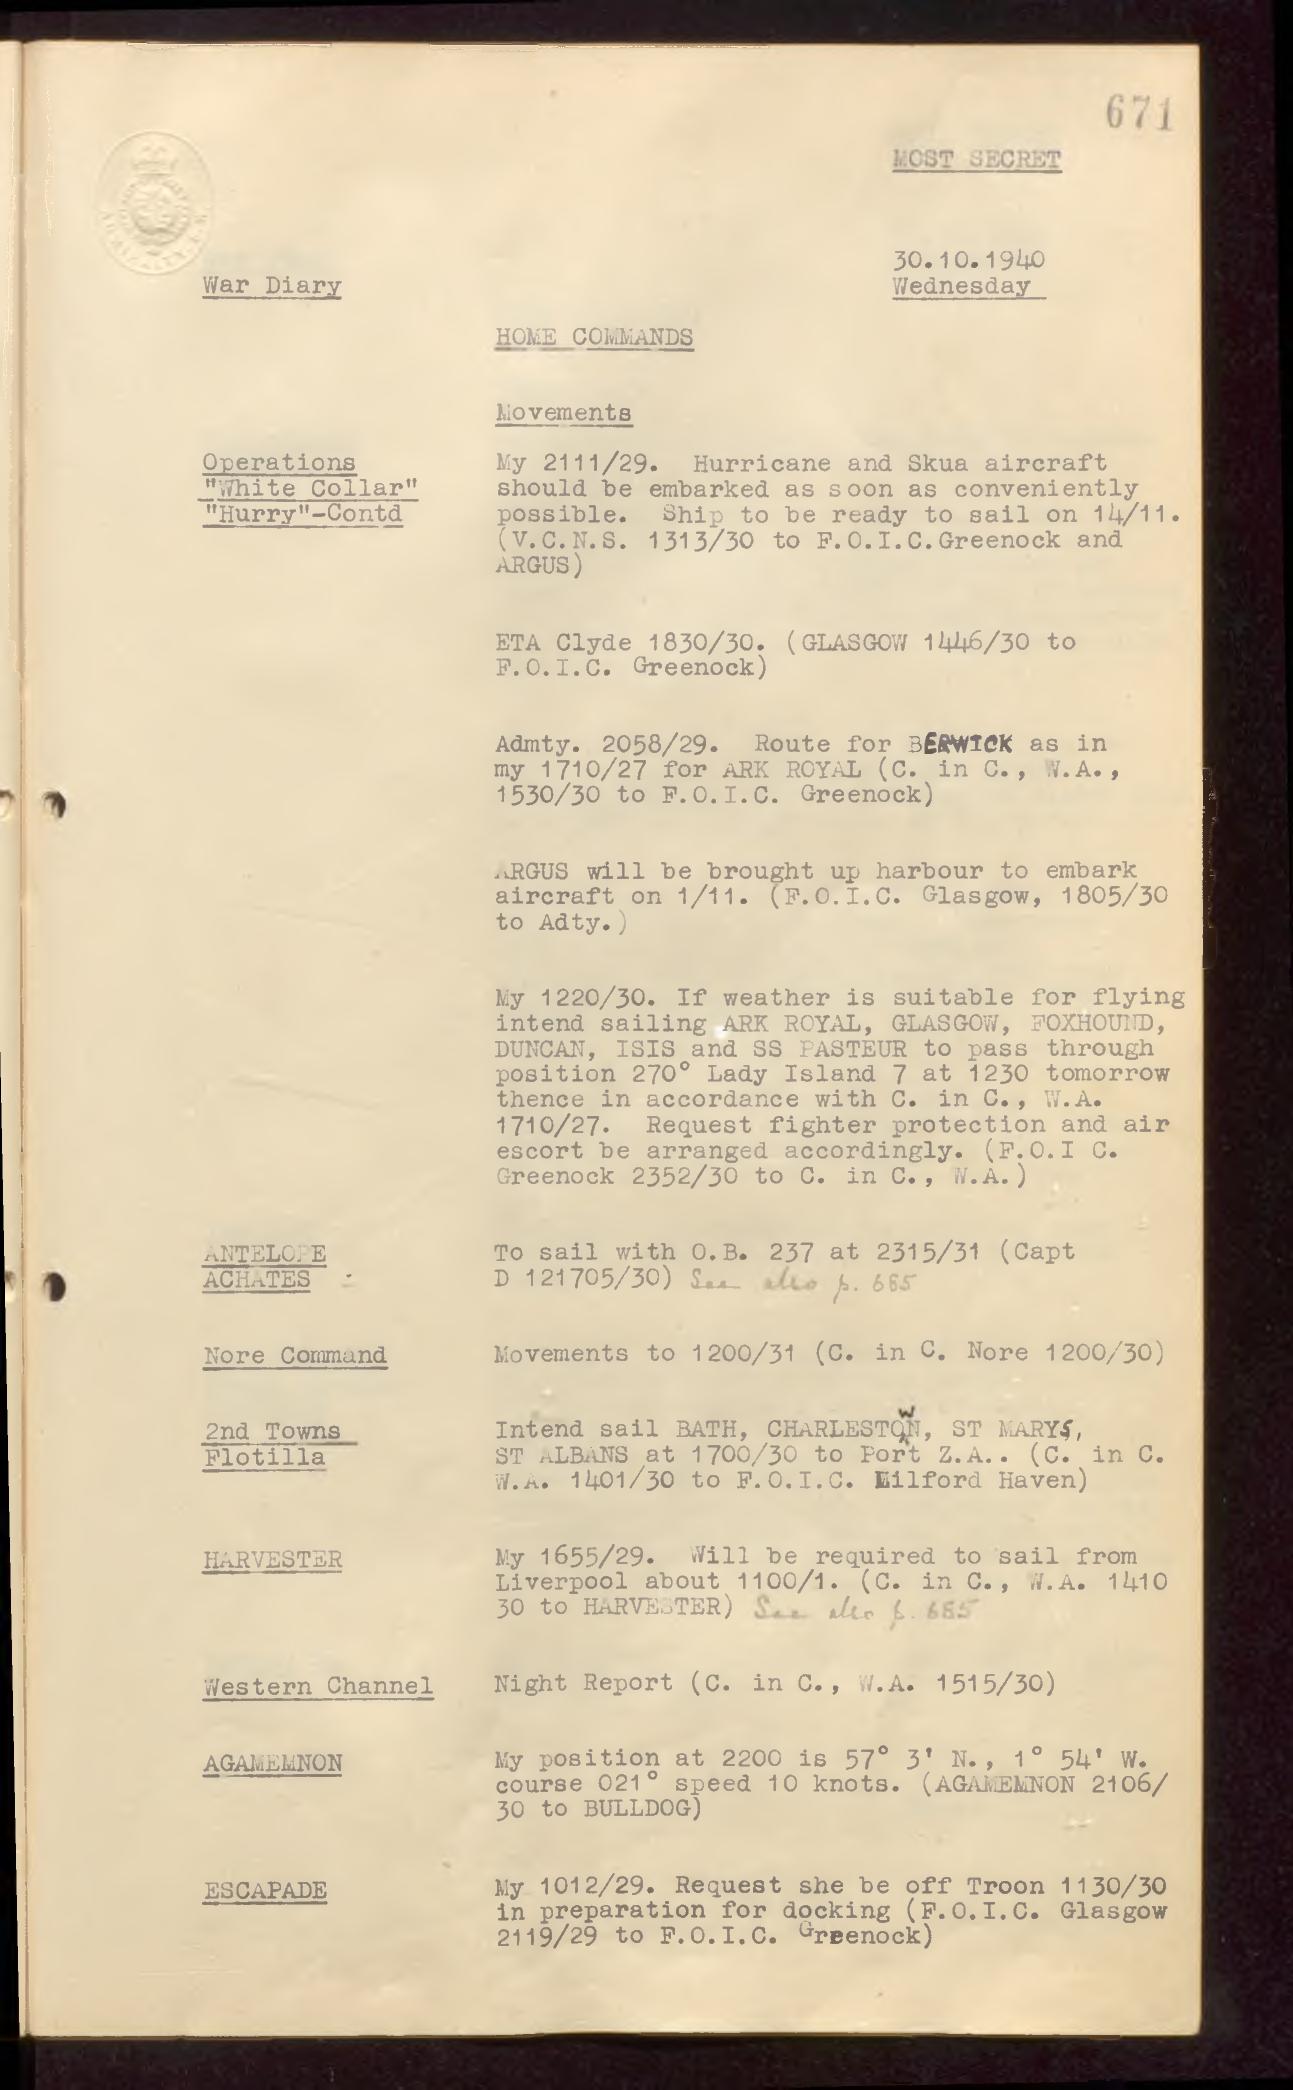 671
MOST SECRET
30.10.1940
War Diary
Wednesday
HOME COMMANDS
Movements
Operations
"White Collar"
"Hurry"-Contd
My 2111/29. Hurricane and Skua aircraft
should be embarked as soon as conveniently
possible. Ship to be ready to sail on 14/11.
(V.C.N.S. 1313/30 to F.O.I.C.Greenock and
ARGUS)
ETA Clyde 1830/30. (GLASGOW 1446/30 to
F.O.I.C. Greenock)
Admty. 2058/29. Route for BERWICK as in
my 1710/27 for ARK ROYAL (C. in C., W.A.,
1530/30 to F.O.I.C. Greenock)
ARGUS will be brought up harbour to embark
aircraft on 1/11. (F.O.I.C. Glasgow, 1805/30
to Adty.)
My 1220/30. If weather is suitable for flying
intend sailing ARK ROYAL, GLASGOW, FOXHOUND,
DUNCAN, ISIS and SS PASTEUR to pass through
position 270° Lady Island 7 at 1230 tomorrow
thence in accordance with C. in C., W.A.
1710/27. Request fighter protection and air
escort be arranged accordingly. (F.O.I C.
Greenock 2352/30 to C. in C., W.A.)
ANTELOPE
ACHATES
To sail with O.B. 237 at 2315/31 (Capt
D 121705/30) See also p. 685
Nore Command
Movements to 1200/31 (C. in C. Nore 1200/30)
2nd Towns
Flotilla
Intend sail BATH, CHARLESTOWN, ST MARYS,
ST ALBANS at 1700/30 to Port Z.A.. (C. in C.
W.A. 1401/30 to F.O.I.C. Milford Haven)
HARVESTER
My 1655/29. Will be required to sail from
Liverpool about 1100/1. (C. in C., W.A. 1410
30 to HARVESTER) See also p. 685
Western Channel
Night Report (C. in C., W.A. 1515/30)
AGAMEMNON
My position at 2200 is 57° 3' N., 1° 54' W.
course 021° speed 10 knots. (AGAMEMNON 2106/
30 to BULLDOG)
ESCAPADE
My 1012/29. Request she be off Troon 1130/30
in preparation for docking (F.O.I.C. Glasgow
2119/29 to F.O.I.C. Greenock)